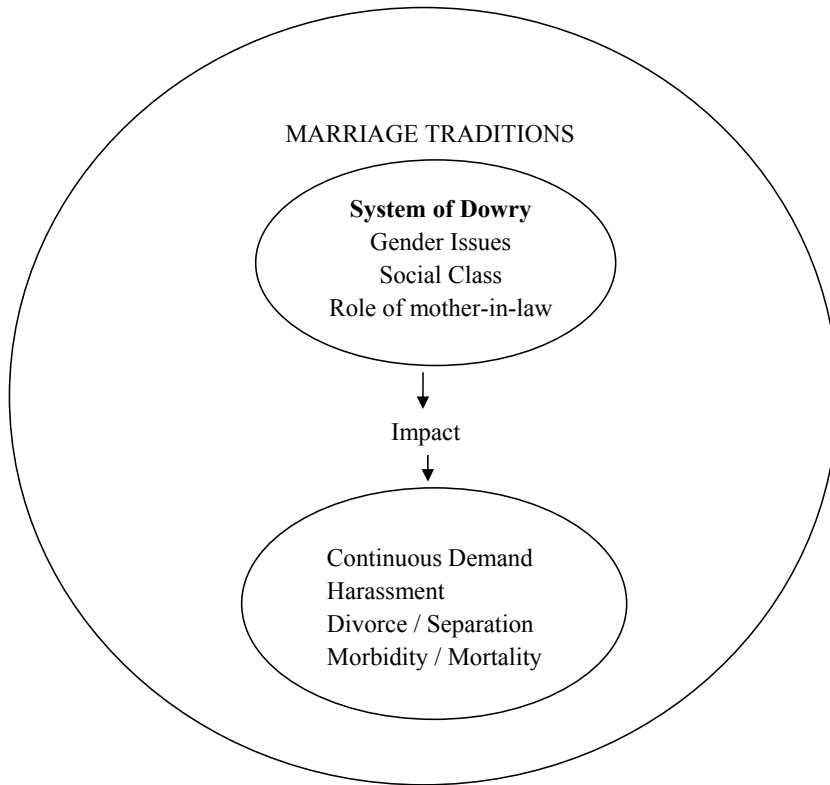 MARRIAGE TRADITIONS
System of Dowry
Gender Issues
Social Class
Role of mother-in-law
Impact
Continuous Demand
Harassment
Divorce / Separation
Morbidity / Mortality